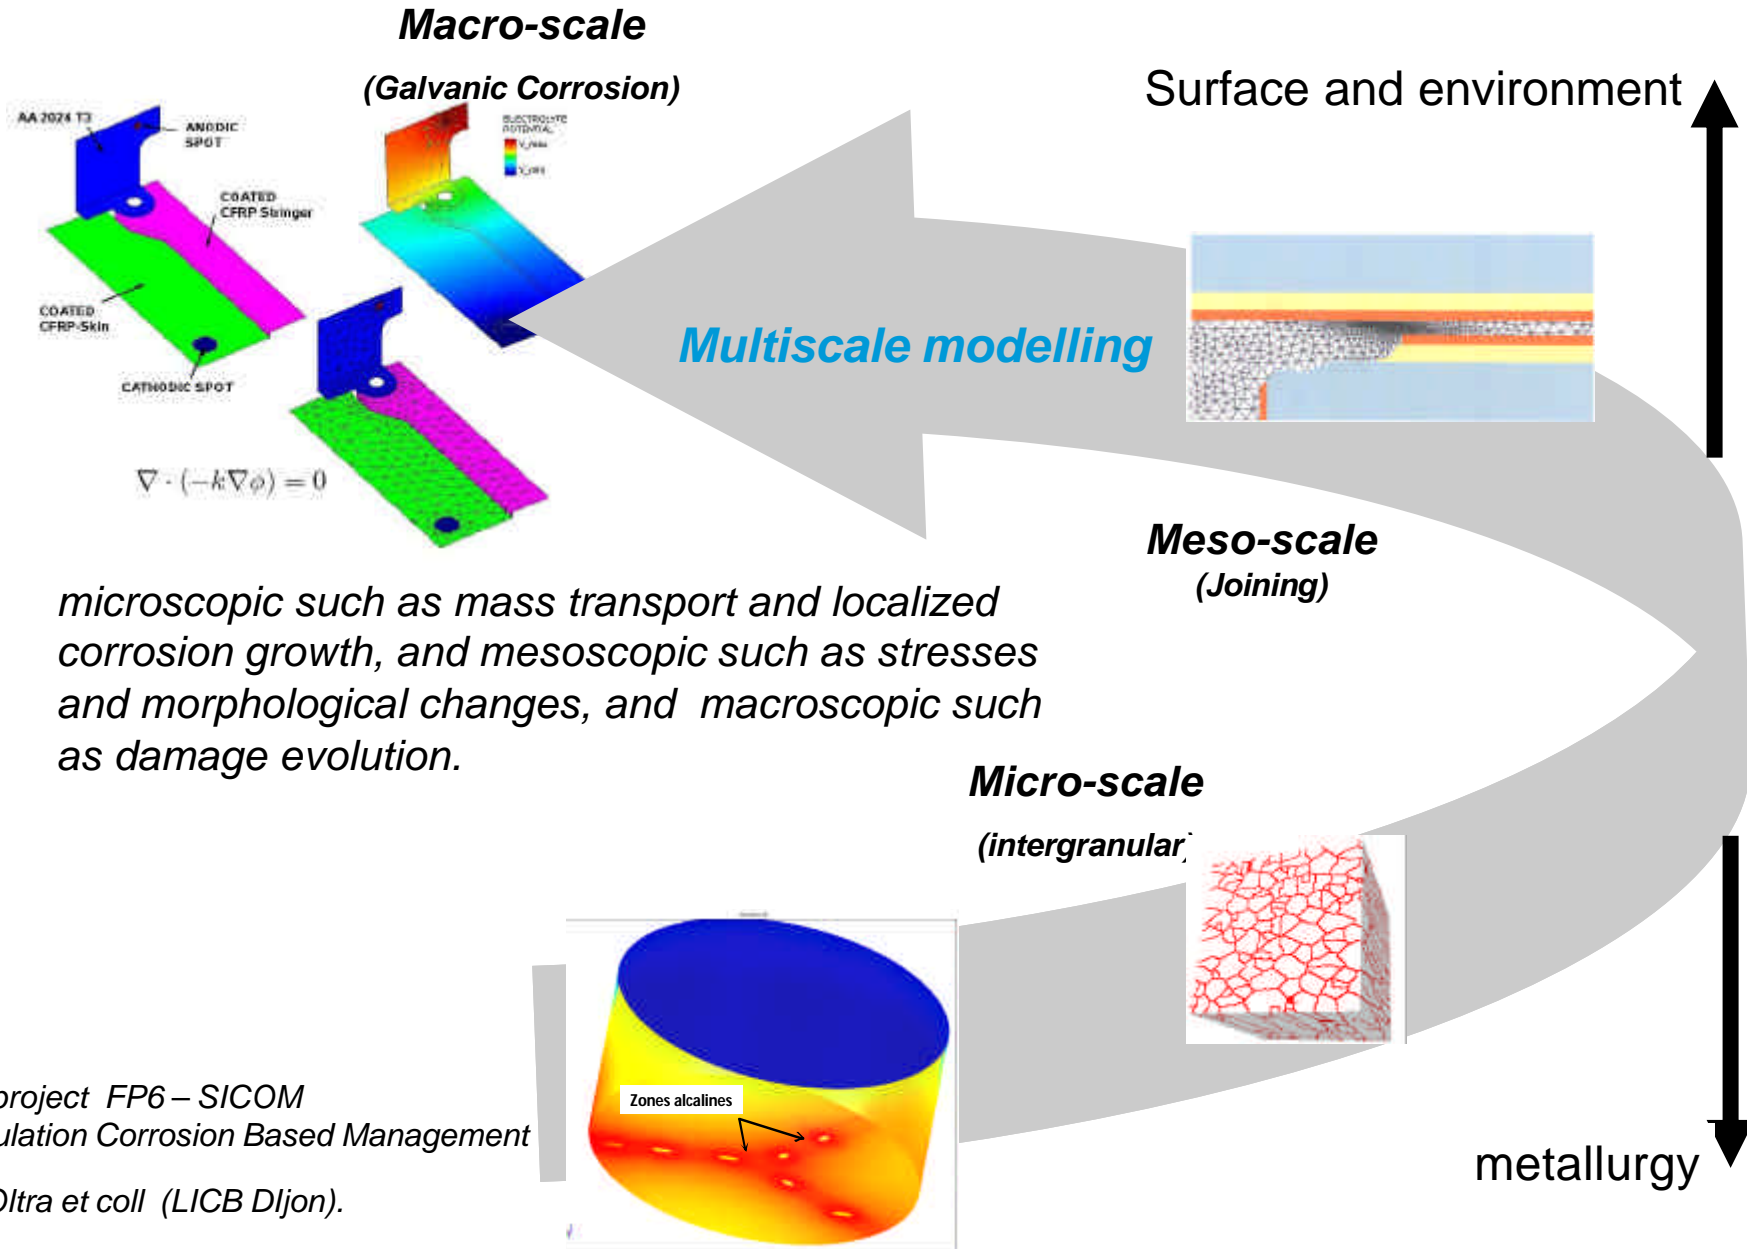 Macro-scale
(Galvanic Corrosion)
Surface and environment
AA 2024 T3
ANODIC
SPOT
ELECTROLYTE
POTENTIAL
COATED
CFRP Stringer
COATED
CFRP-Skin
CATHODIC SPOT
∇ · (−k∇ϕ) = 0
Multiscale modelling
Meso-scale
(Joining)
microscopic such as mass transport and localized
corrosion growth, and mesoscopic such as stresses
and morphological changes, and macroscopic such
as damage evolution.
Micro-scale
(intergranular)
Zones alcalines
project FP6 – SICOM
ulation Corrosion Based Management
Oltra et coll (LICB DIjon).
metallurgy